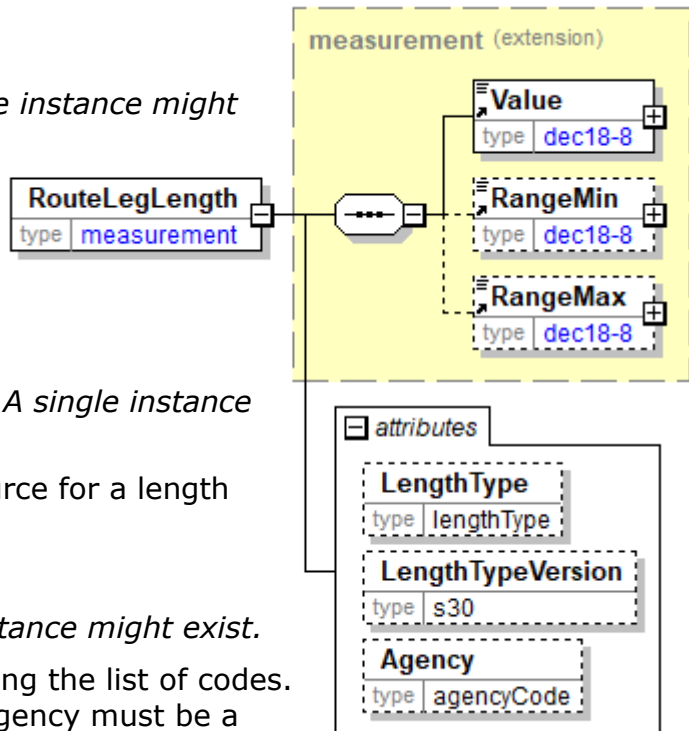 measurement (extension)
e instance might
Value
type dec18-8
RouteLegLength
type measurement
RangeMin
type dec18-8
RangeMax
type dec18-8
A single instance
attributes
LengthType
type lengthType
rce for a length
LengthTypeVersion
type s30
tance might exist.
Agency
type agencyCode
ng the list of codes.
gency must be a